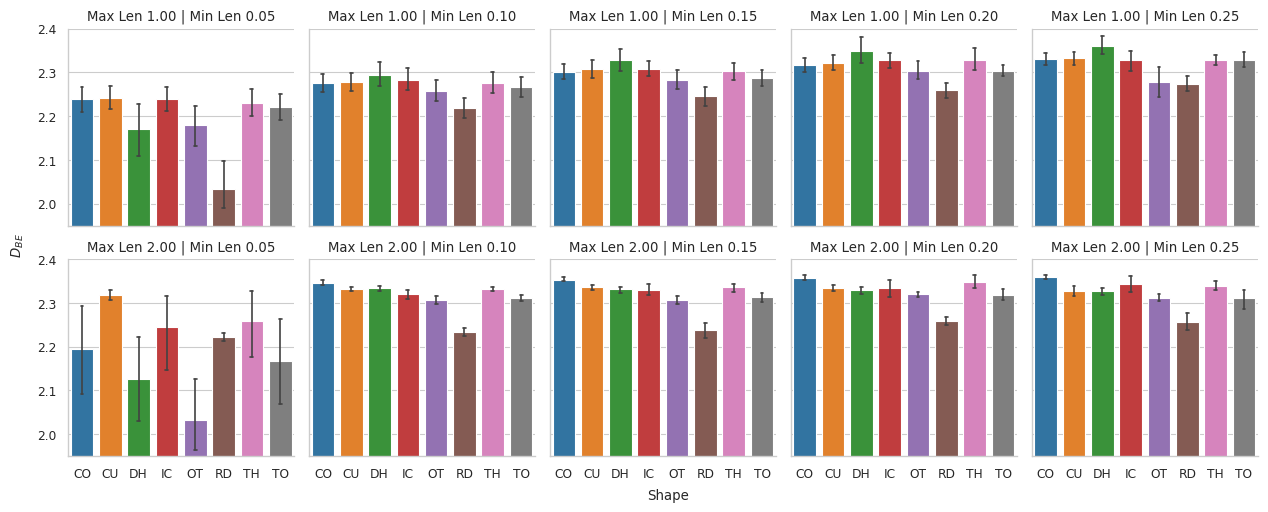 Max Len 1.00 | Min Len 0.05 Max Len 1.00 | Min Len 0.10 Max Len 1.00 | Min Len 0.15 Max Len 1.00 | Min Len 0.20 Max Len 1.00 | Min Len 0.25
2.4
2.3
2.2
2.1
2.0
D_BE
Max Len 2.00 | Min Len 0.05 Max Len 2.00 | Min Len 0.10 Max Len 2.00 | Min Len 0.15 Max Len 2.00 | Min Len 0.20 Max Len 2.00 | Min Len 0.25
2.4
2.3
2.2
2.1
2.0
CO CU DH IC OT RD TH TO CO CU DH IC OT RD TH TO CO CU DH IC OT RD TH TO CO CU DH IC OT RD TH TO CO CU DH IC OT RD TH TO
Shape